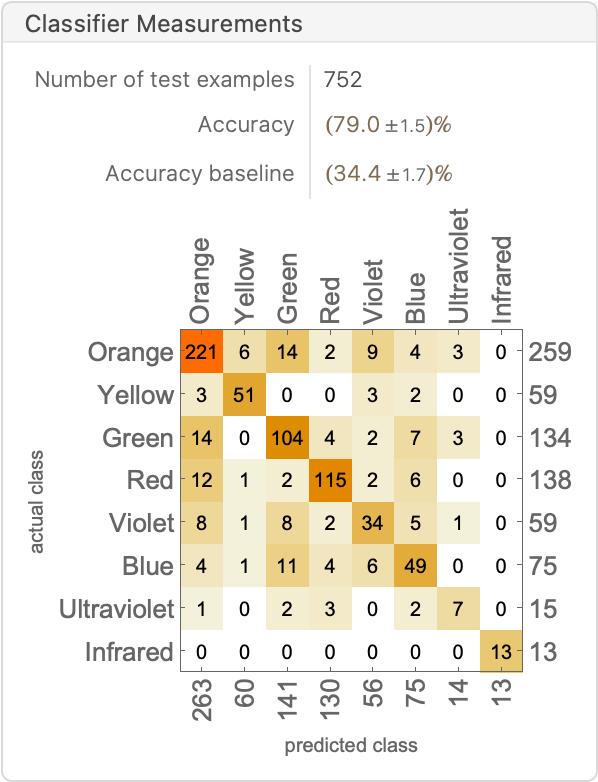 Classifier Measurements
Number of test examples 752
Accuracy (79.0 ±1.5)%
Accuracy baseline (34.4 ±1.7)%
Orange Yellow Green Red Violet Blue Ultraviolet Infrared
Orange 221 6 14 2 9 4 3 0 259
Yellow 3 51 0 0 3 2 0 0 59
Green 14 0 104 4 2 7 3 0 134
Red 12 1 2 115 2 6 0 0 138
Violet 8 1 8 2 34 5 1 0 59
Blue 4 1 11 4 6 49 0 0 75
Ultraviolet 1 0 2 3 0 2 7 0 15
Infrared 0 0 0 0 0 0 0 13 13
263 60 141 130 56 75 14 13
actual class
predicted class